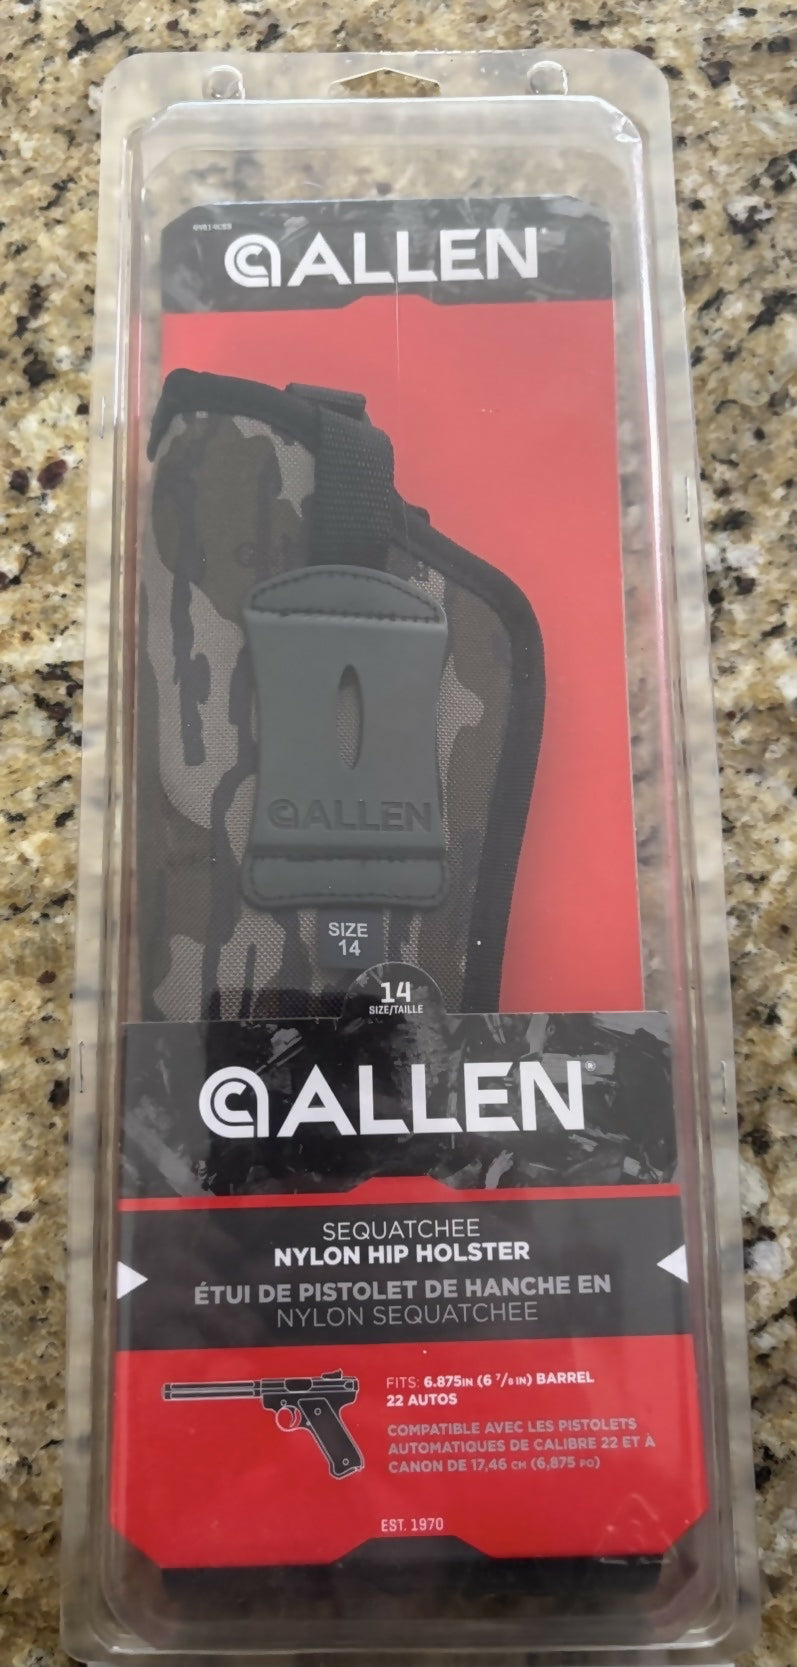 ALLEN
ALLEN
SIZE
14
14
SIZE/TAILLE
ALLEN®
SEQUATCHEE
NYLON HIP HOLSTER
ÉTUI DE PISTOLET DE HANCHE EN
NYLON SEQUATCHEE
FITS: 6.875IN (6 7/8 IN) BARREL
22 AUTOS
COMPATIBLE AVEC LES PISTOLETS
AUTOMATIQUES DE CALIBRE 22 ET À
CANON DE 17,46 CM (6,875 PO)
EST. 1970